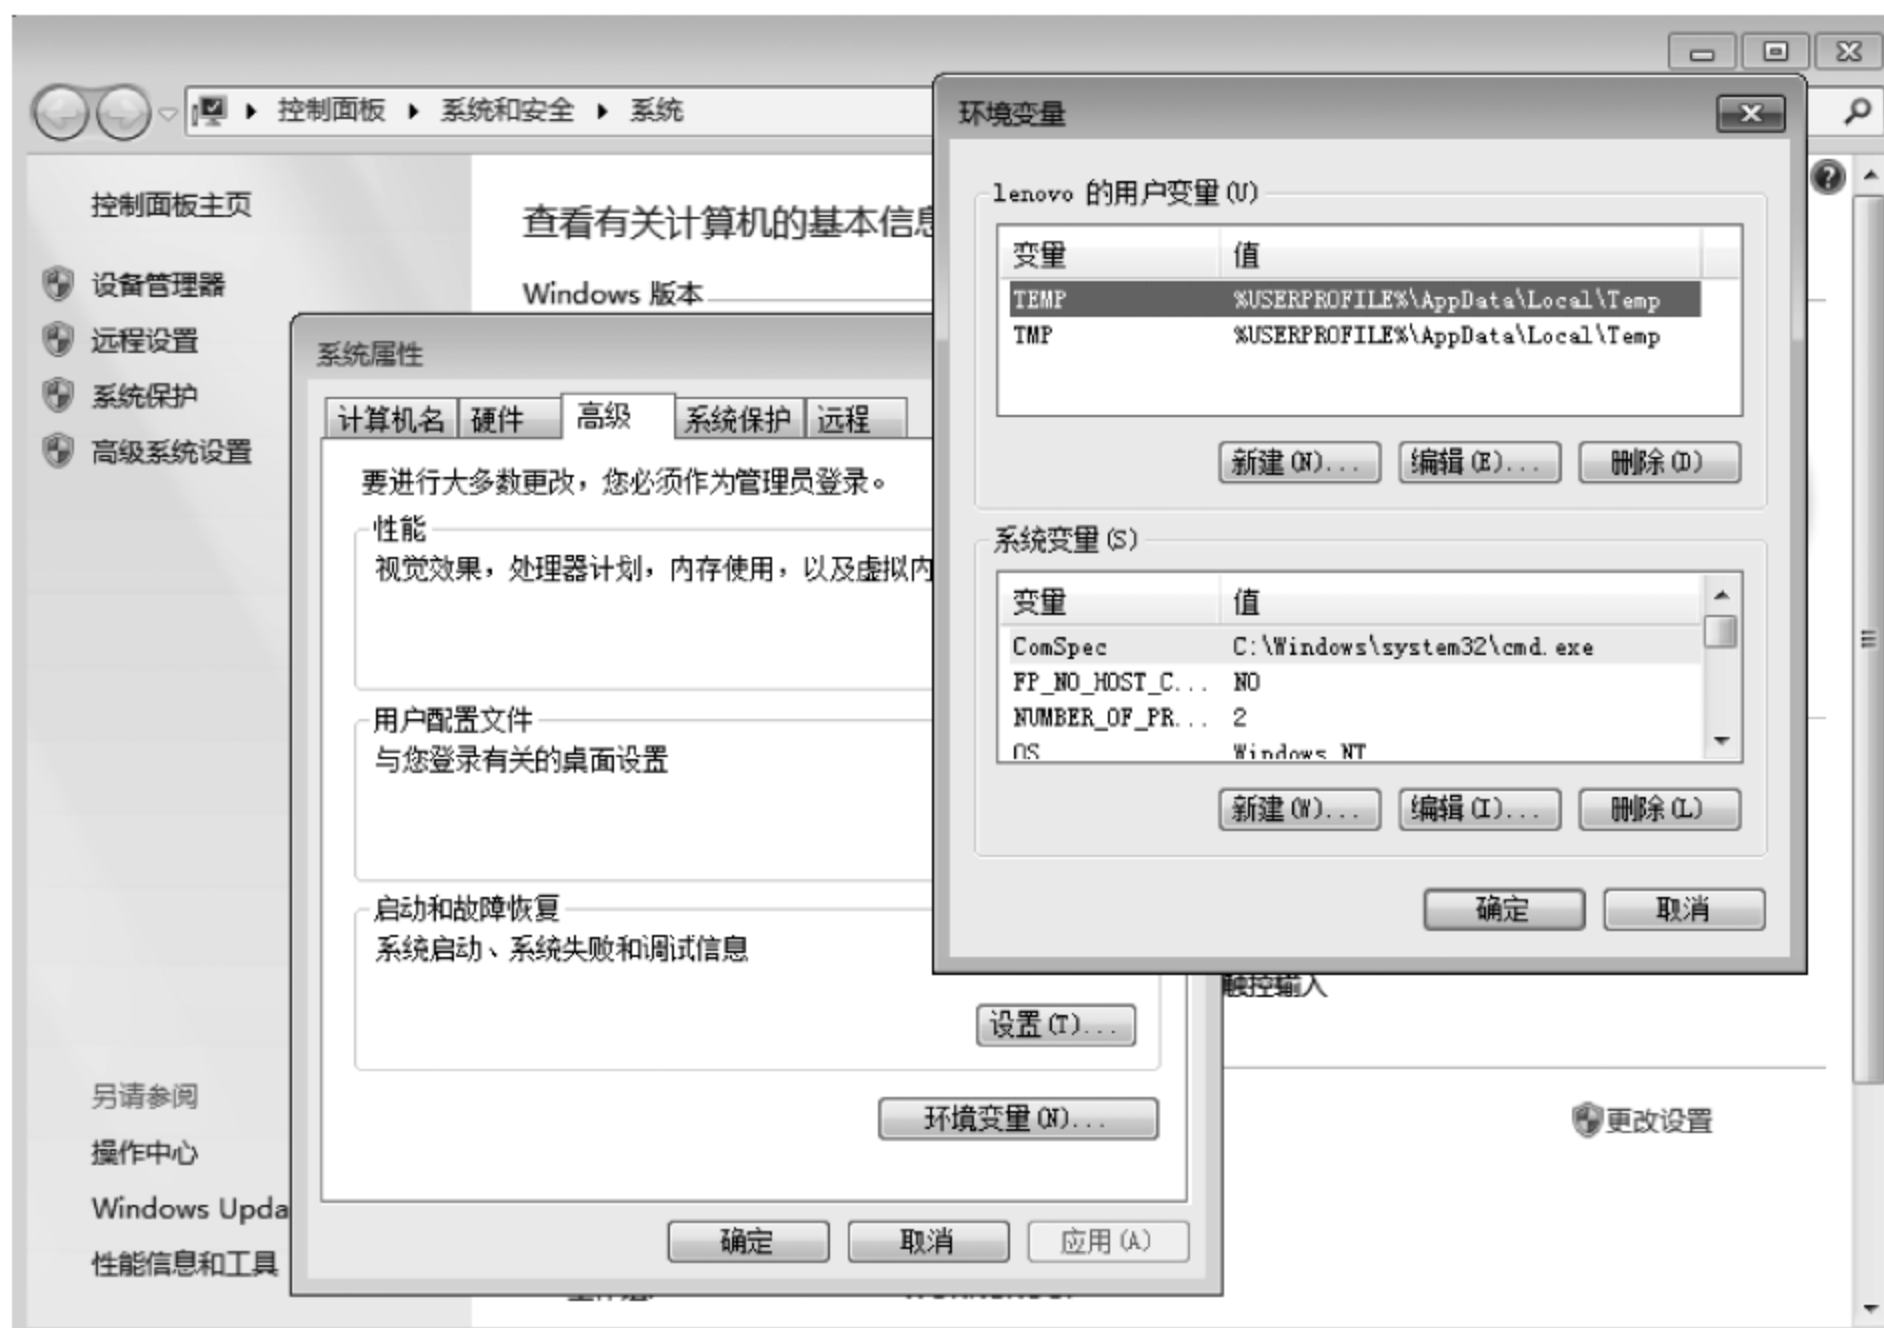 控制面板 ▸ 系统和安全 ▸ 系统
控制面板主页
设备管理器
远程设置
系统保护
高级系统设置
另请参阅
操作中心
Windows Upda
性能信息和工具
查看有关计算机的基本信息
Windows 版本
触控输入
更改设置
系统属性
计算机名 硬件 高级 系统保护 远程
要进行大多数更改，您必须作为管理员登录。
性能
视觉效果，处理器计划，内存使用，以及虚拟内
用户配置文件
与您登录有关的桌面设置
启动和故障恢复
系统启动、系统失败和调试信息
设置(T)...
环境变量(N)...
确定 取消 应用(A)
环境变量
lenovo 的用户变量(U)
变量 值
TEMP %USERPROFILE%\AppData\Local\Temp
TMP %USERPROFILE%\AppData\Local\Temp
新建(N)... 编辑(E)... 删除(D)
系统变量(S)
变量 值
ComSpec C:\Windows\system32\cmd.exe
FP_NO_HOST_C... NO
NUMBER_OF_PR... 2
OS Windows_NT
新建(W)... 编辑(I)... 删除(L)
确定 取消